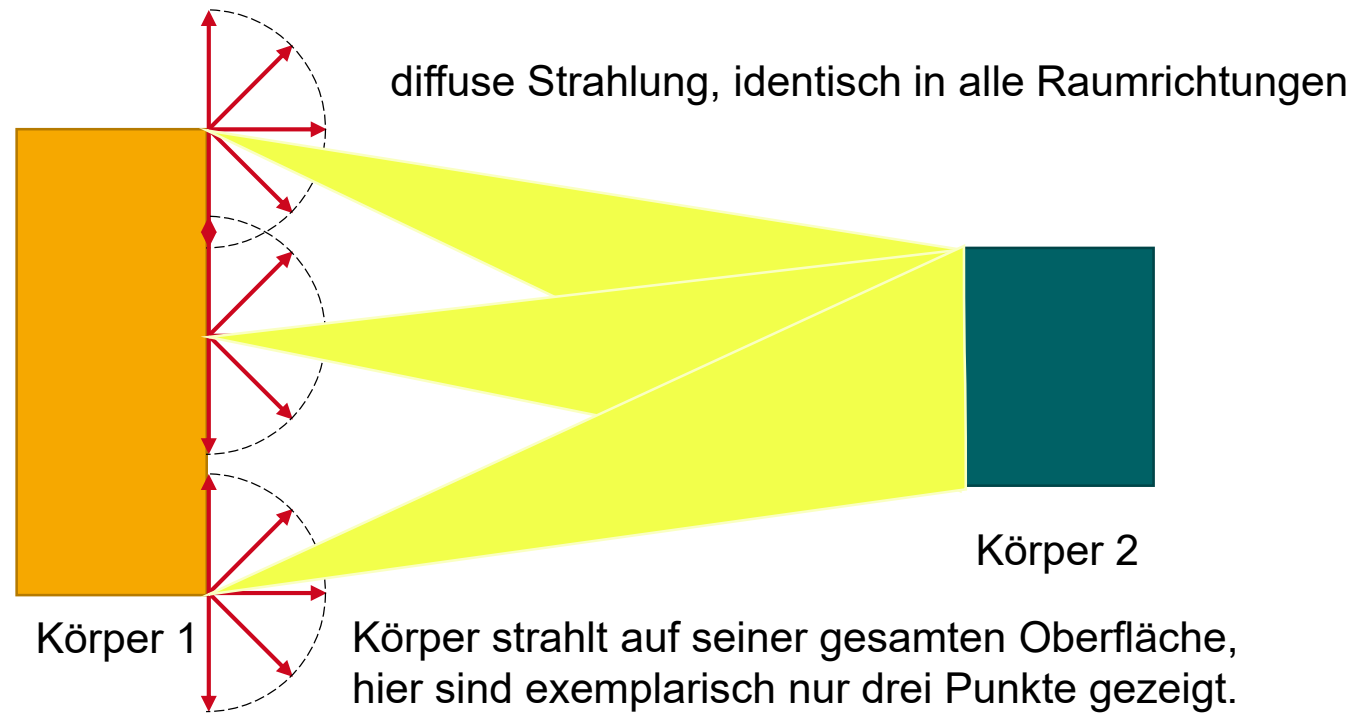 diffuse Strahlung, identisch in alle Raumrichtungen
Körper 2
Körper 1
Körper strahlt auf seiner gesamten Oberfläche,
hier sind exemplarisch nur drei Punkte gezeigt.